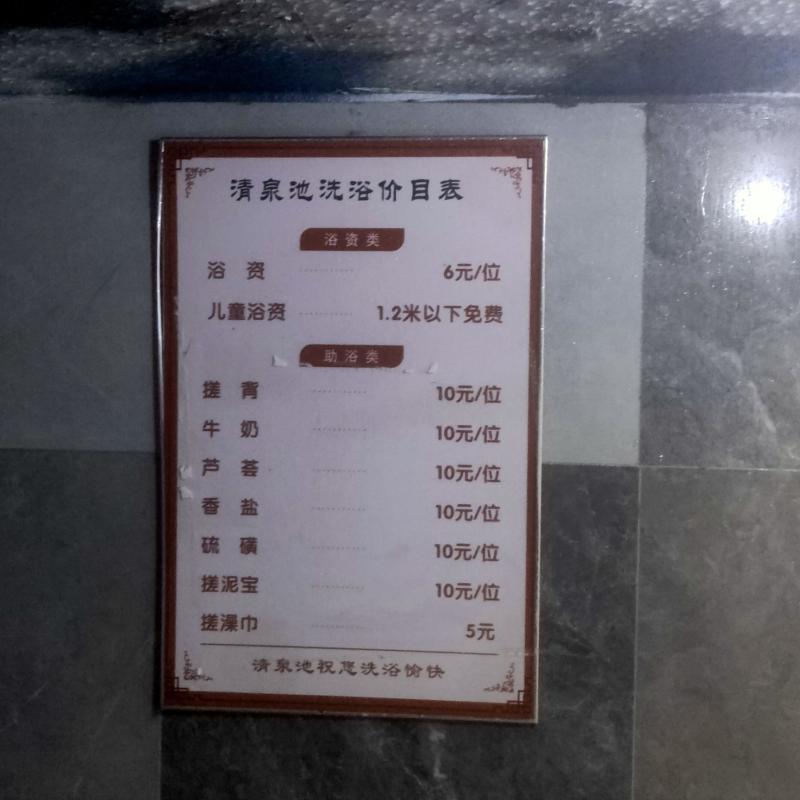 清泉池洗浴价目表
浴资类
浴 资 ············ 6元/位
儿童浴资 ············ 1.2米以下免费
助浴类
搓 背 ············ 10元/位
牛 奶 ············ 10元/位
芦 荟 ············ 10元/位
香 盐 ············ 10元/位
硫 磺 ············ 10元/位
搓泥宝 ············ 10元/位
搓澡巾 ············ 5元
清泉池祝您洗浴愉快